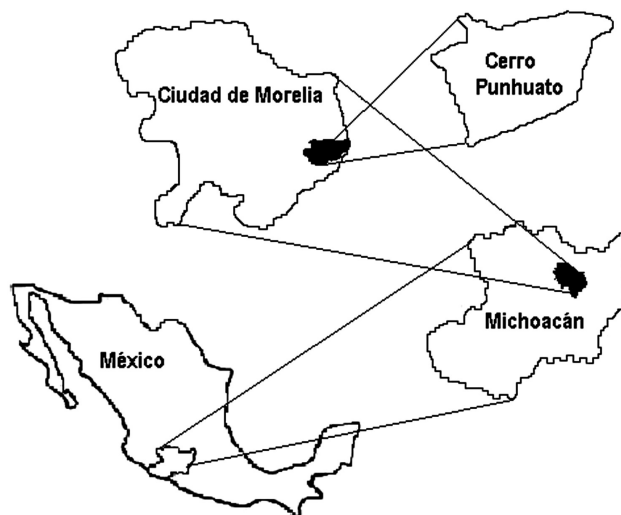 Cerro
Punhuato
Ciudad de Morelia
Michoacán
México